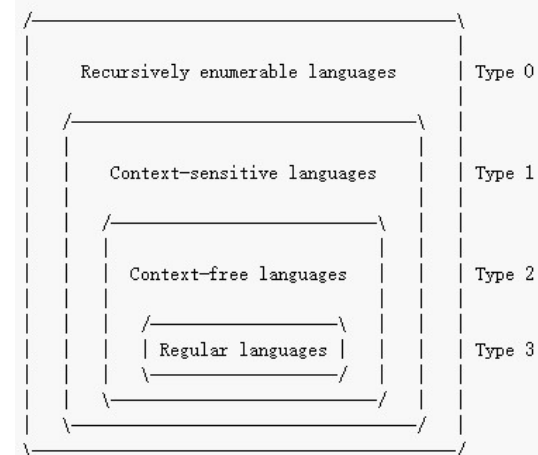 Recursively enumerable languages Type 0
Context-sensitive languages Type 1
Context-free languages Type 2
Regular languages Type 3